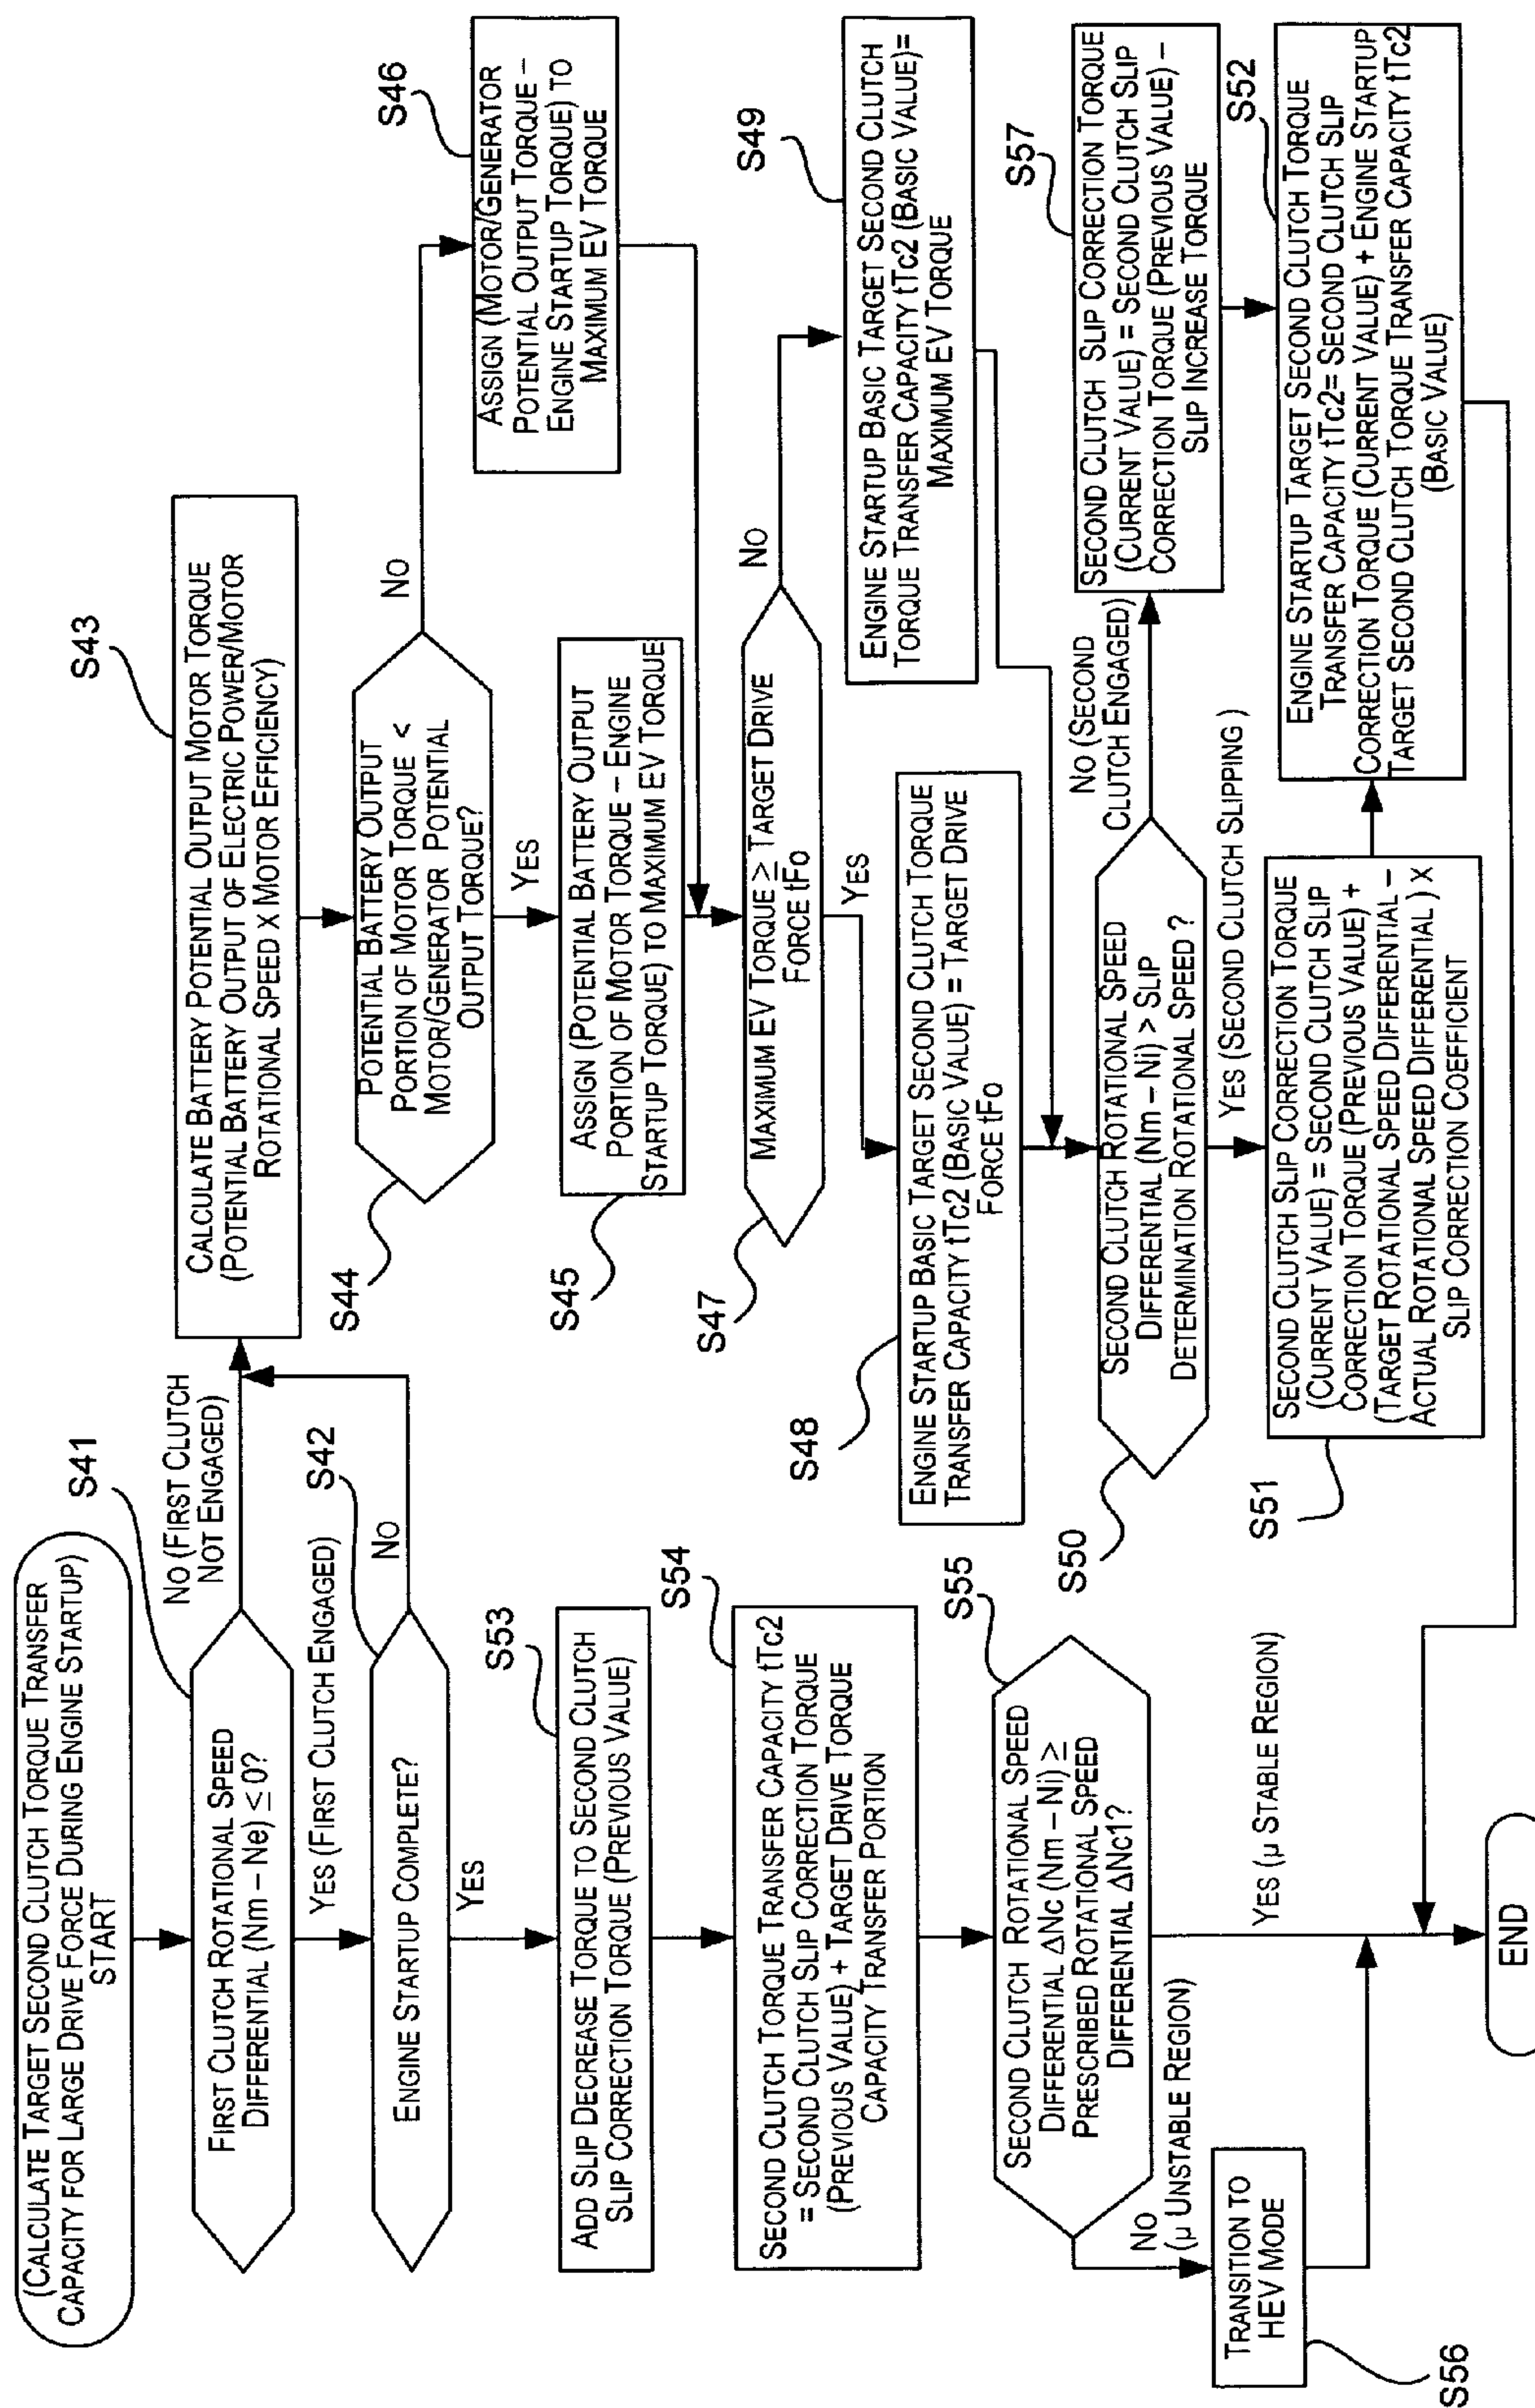 (CALCULATE TARGET SECOND CLUTCH TORQUE TRANSFER
CAPACITY FOR LARGE DRIVE FORCE DURING ENGINE STARTUP)
START
S41
FIRST CLUTCH ROTATIONAL SPEED
DIFFERENTIAL (Nm – Ne) ≤ 0?
NO (FIRST CLUTCH
NOT ENGAGED)
YES (FIRST CLUTCH ENGAGED)
S42
ENGINE STARTUP COMPLETE?
NO
YES
S53
ADD SLIP DECREASE TORQUE TO SECOND CLUTCH
SLIP CORRECTION TORQUE (PREVIOUS VALUE)
S54
SECOND CLUTCH TORQUE TRANSFER CAPACITY tTc2
= SECOND CLUTCH SLIP CORRECTION TORQUE
(PREVIOUS VALUE) + TARGET DRIVE TORQUE
CAPACITY TRANSFER PORTION
S55
SECOND CLUTCH ROTATIONAL SPEED
DIFFERENTIAL ΔNc (Nm – Ni) ≥
PRESCRIBED ROTATIONAL SPEED
DIFFERENTIAL ΔNc1?
NO
(μ UNSTABLE REGION)
YES (μ STABLE REGION)
TRANSITION TO
HEV MODE
S56
END
S43
CALCULATE BATTERY POTENTIAL OUTPUT MOTOR TORQUE
(POTENTIAL BATTERY OUTPUT OF ELECTRIC POWER/MOTOR
ROTATIONAL SPEED X MOTOR EFFICIENCY)
S44
POTENTIAL BATTERY OUTPUT
PORTION OF MOTOR TORQUE <
MOTOR/GENERATOR POTENTIAL
OUTPUT TORQUE?
NO
YES
S46
ASSIGN (MOTOR/GENERATOR
POTENTIAL OUTPUT TORQUE –
ENGINE STARTUP TORQUE) TO
MAXIMUM EV TORQUE
S45
ASSIGN (POTENTIAL BATTERY OUTPUT
PORTION OF MOTOR TORQUE - ENGINE
STARTUP TORQUE) TO MAXIMUM EV TORQUE
S47
MAXIMUM EV TORQUE ≥ TARGET DRIVE
FORCE tFo
NO
YES
S49
ENGINE STARTUP BASIC TARGET SECOND CLUTCH
TORQUE TRANSFER CAPACITY tTc2 (BASIC VALUE)=
MAXIMUM EV TORQUE
S48
ENGINE STARTUP BASIC TARGET SECOND CLUTCH TORQUE
TRANSFER CAPACITY tTc2 (BASIC VALUE) = TARGET DRIVE
FORCE tFo
S50
SECOND CLUTCH ROTATIONAL SPEED
DIFFERENTIAL (Nm – Ni) > SLIP
DETERMINATION ROTATIONAL SPEED ?
NO (SECOND
CLUTCH ENGAGED)
YES (SECOND CLUTCH SLIPPING )
S57
SECOND CLUTCH SLIP CORRECTION TORQUE
(CURRENT VALUE) = SECOND CLUTCH SLIP
CORRECTION TORQUE (PREVIOUS VALUE) –
SLIP INCREASE TORQUE
S51
SECOND CLUTCH SLIP CORRECTION TORQUE
(CURRENT VALUE) = SECOND CLUTCH SLIP
CORRECTION TORQUE (PREVIOUS VALUE) +
(TARGET ROTATIONAL SPEED DIFFERENTIAL –
ACTUAL ROTATIONAL SPEED DIFFERENTIAL ) X
SLIP CORRECTION COEFFICIENT
S52
ENGINE STARTUP TARGET SECOND CLUTCH TORQUE
TRANSFER CAPACITY tTc2= SECOND CLUTCH SLIP
CORRECTION TORQUE (CURRENT VALUE) + ENGINE STARTUP
TARGET SECOND CLUTCH TORQUE TRANSFER CAPACITY tTc2
(BASIC VALUE)